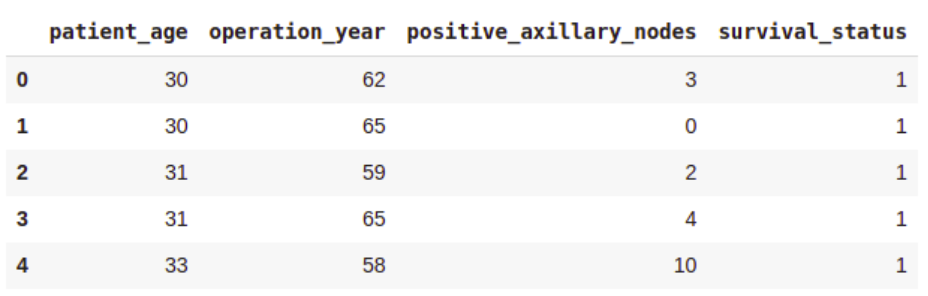 patient_age operation_year positive_axillary_nodes survival_status
0 30 62 3 1
1 30 65 0 1
2 31 59 2 1
3 31 65 4 1
4 33 58 10 1